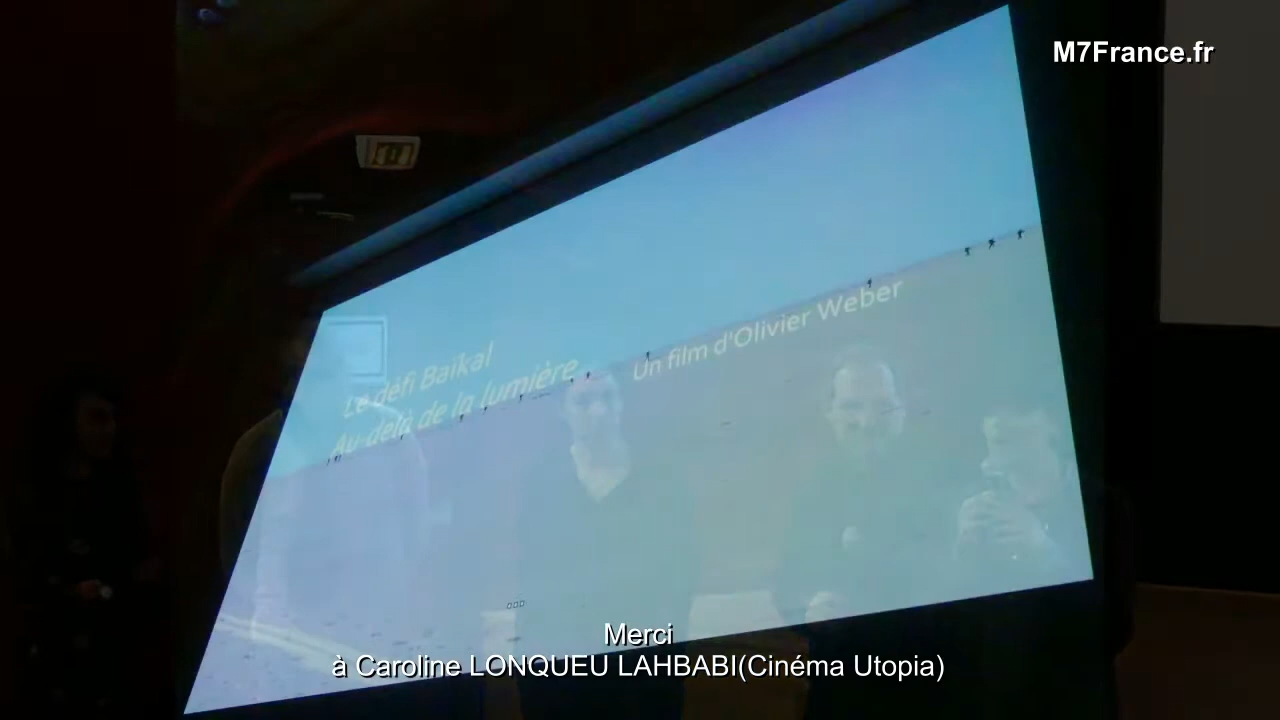 M7France.fr
Le défi Baïkal
Au-delà de la lumière
Un film d'Olivier Weber
Merci
à Caroline LONQUEU LAHBABI(Cinéma Utopia)